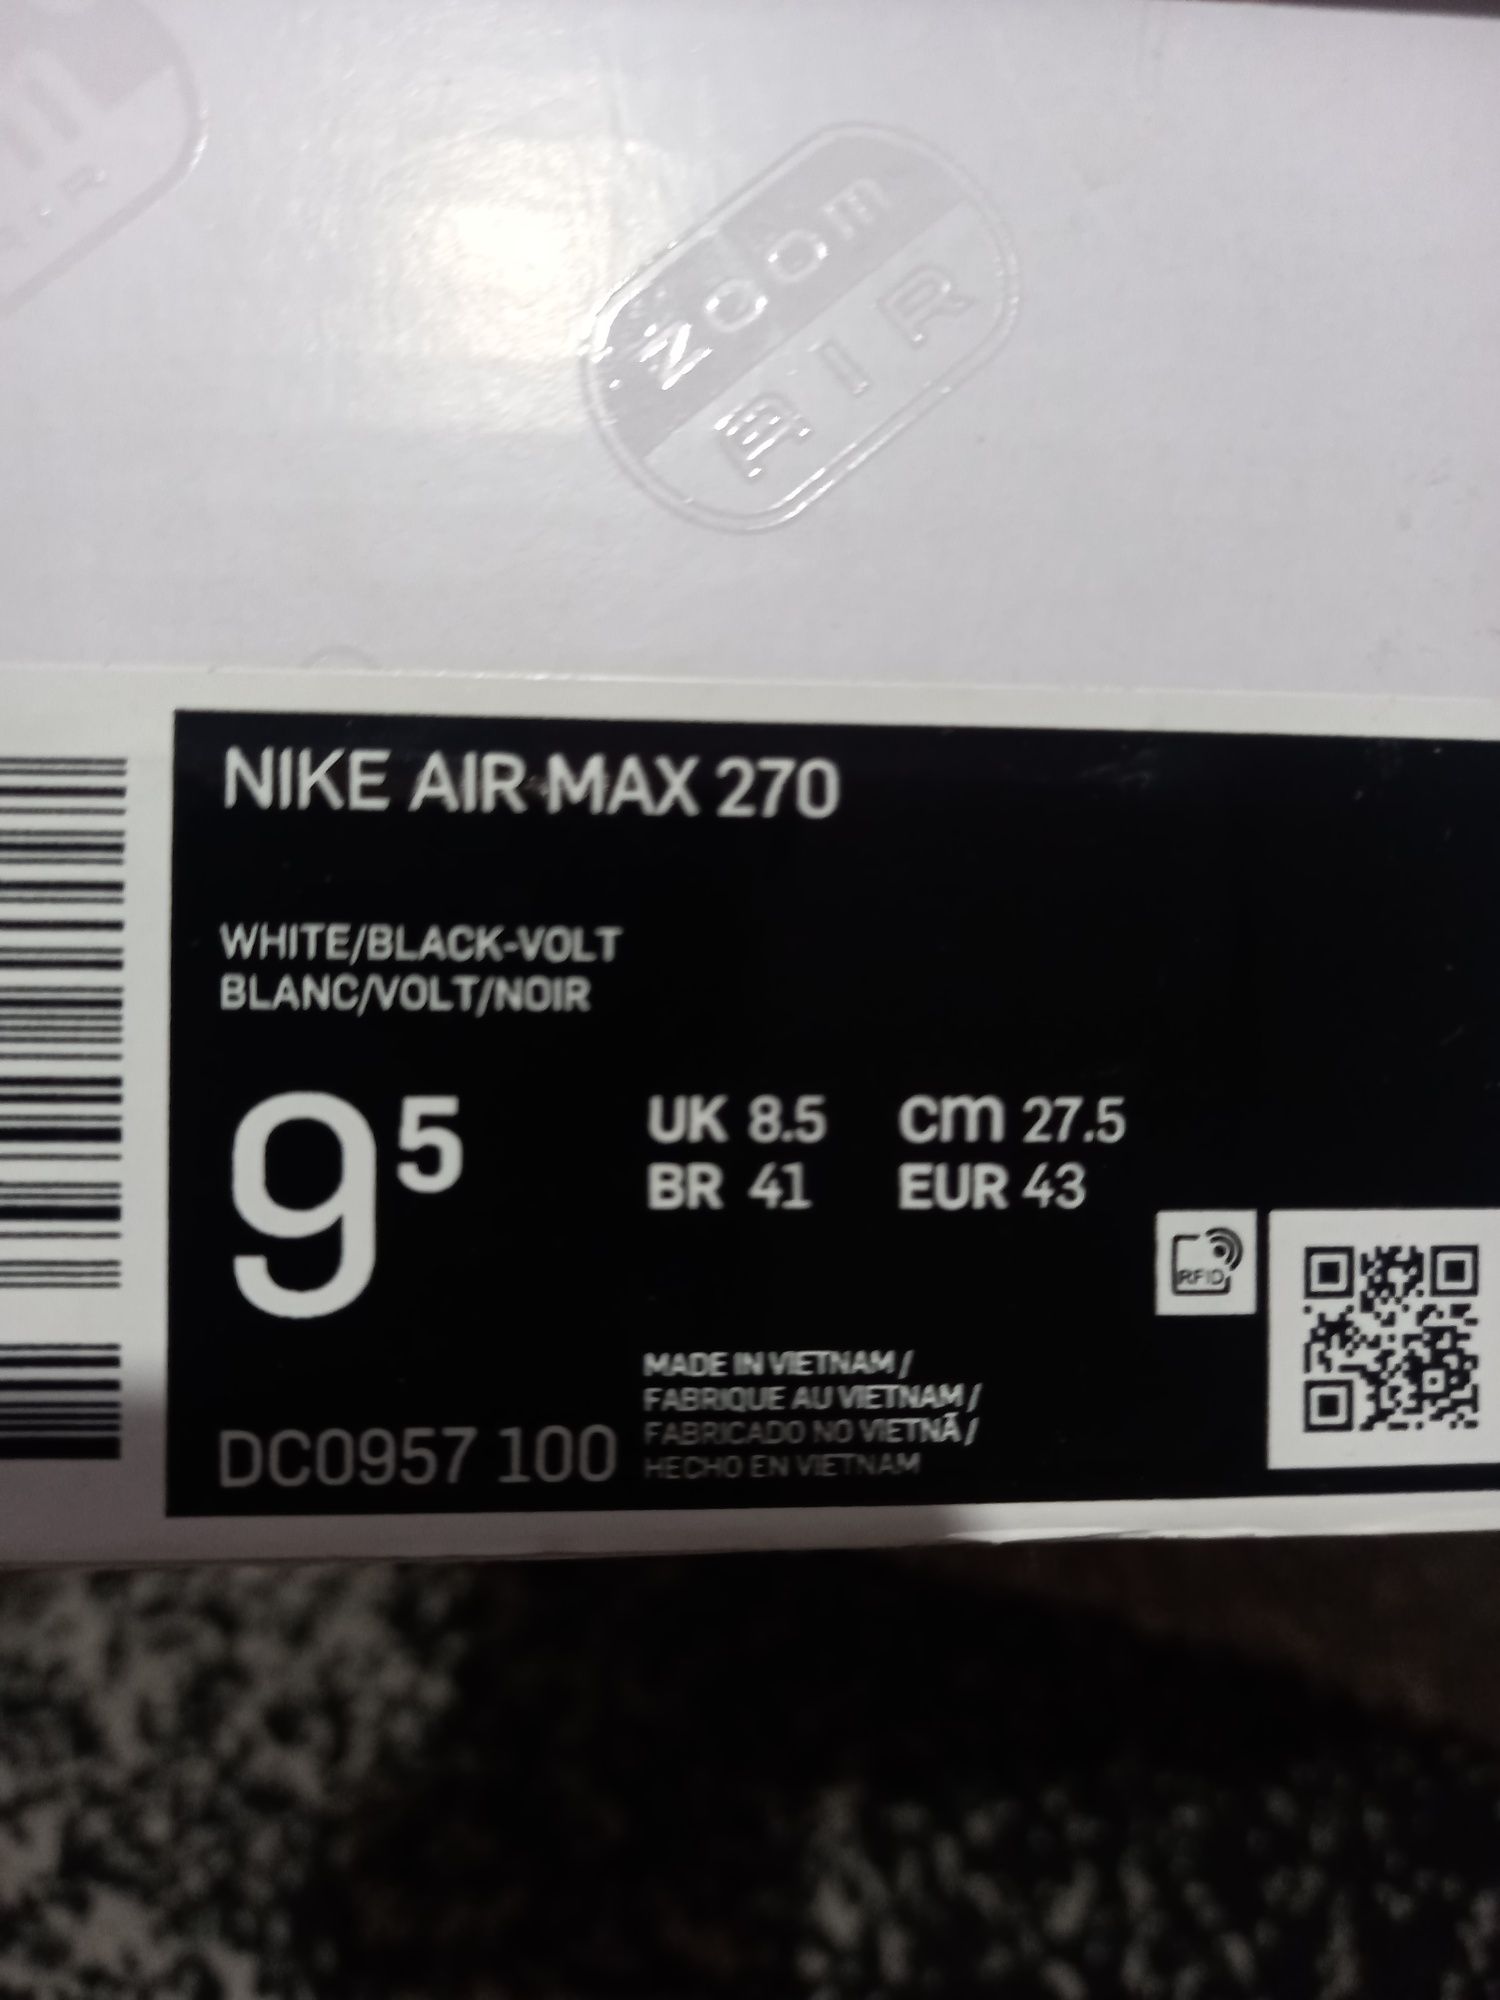 ZOOM
AIR
NIKE AIR MAX 270
WHITE/BLACK-VOLT
BLANC/VOLT/NOIR
9⁵
UK 8.5 cm 27.5
BR 41 EUR 43
RFID
MADE IN VIETNAM /
FABRIQUE AU VIETNAM /
FABRICADO NO VIETNÃ /
HECHO EN VIETNAM
DC0957 100